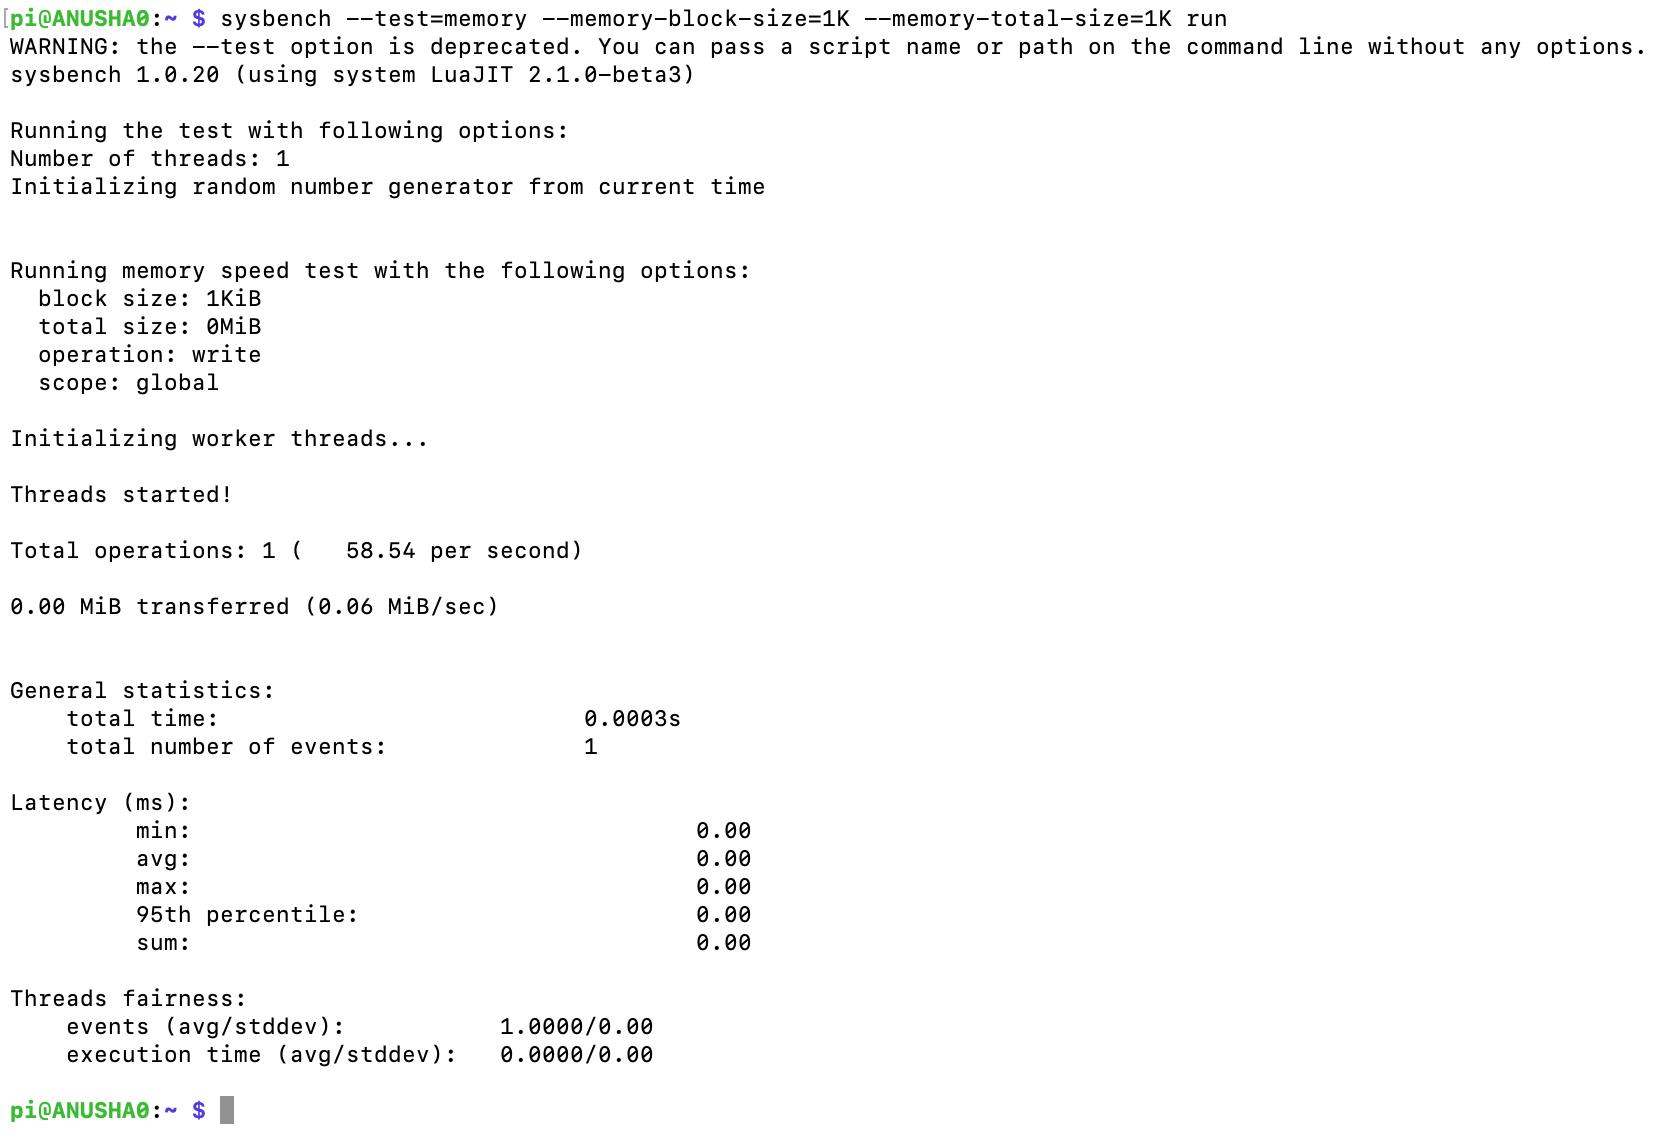 pi@ANUSHA0:~ $ sysbench --test=memory --memory-block-size=1K --memory-total-size=1K run
WARNING: the --test option is deprecated. You can pass a script name or path on the command line without any options.
sysbench 1.0.20 (using system LuaJIT 2.1.0-beta3)
Running the test with following options:
Number of threads: 1
Initializing random number generator from current time
Running memory speed test with the following options:
block size: 1KiB
total size: 0MiB
operation: write
scope: global
Initializing worker threads...
Threads started!
Total operations: 1 (   58.54 per second)
0.00 MiB transferred (0.06 MiB/sec)
General statistics:
total time: 0.0003s
total number of events: 1
Latency (ms):
min: 0.00
avg: 0.00
max: 0.00
95th percentile: 0.00
sum: 0.00
Threads fairness:
events (avg/stddev): 1.0000/0.00
execution time (avg/stddev): 0.0000/0.00
pi@ANUSHA0:~ $